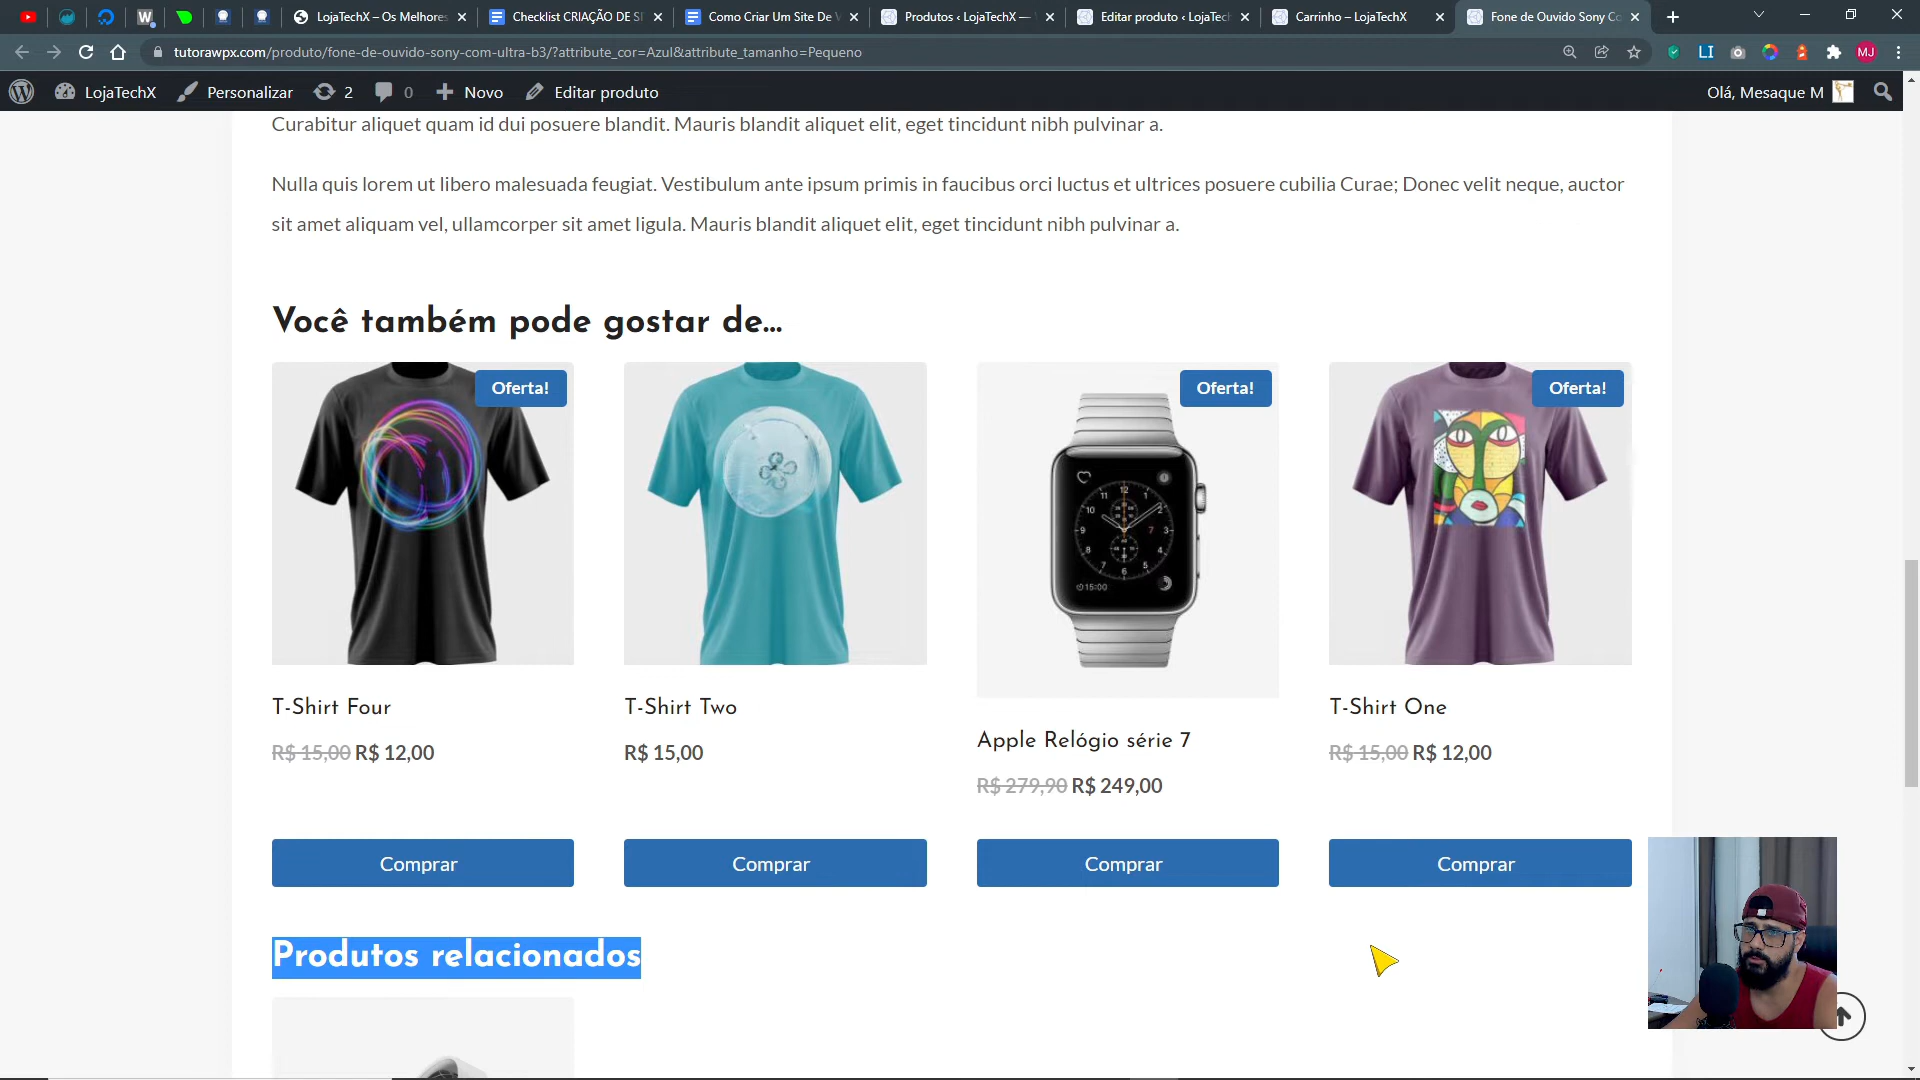 LojaTechX – Os Melhores
Checklist CRIAÇÃO DE SI
Como Criar Um Site De V
Produtos ‹ LojaTechX —
Editar produto ‹ LojaTec
Carrinho – LojaTechX
Fone de Ouvido Sony Co
tutorawpx.com/produto/fone-de-ouvido-sony-com-ultra-b3/?attribute_cor=Azul&attribute_tamanho=Pequeno
LI
MJ
LojaTechX
Personalizar
2
0
Novo
Editar produto
Olá, Mesaque M
Curabitur aliquet quam id dui posuere blandit. Mauris blandit aliquet elit, eget tincidunt nibh pulvinar a.
Nulla quis lorem ut libero malesuada feugiat. Vestibulum ante ipsum primis in faucibus orci luctus et ultrices posuere cubilia Curae; Donec velit neque, auctor
sit amet aliquam vel, ullamcorper sit amet ligula. Mauris blandit aliquet elit, eget tincidunt nibh pulvinar a.
Você também pode gostar de...
Oferta!
Oferta!
Oferta!
T-Shirt Four
R$ 15,00 R$ 12,00
Comprar
T-Shirt Two
R$ 15,00
Comprar
Apple Relógio série 7
R$ 279,90 R$ 249,00
Comprar
T-Shirt One
R$ 15,00 R$ 12,00
Comprar
Produtos relacionados